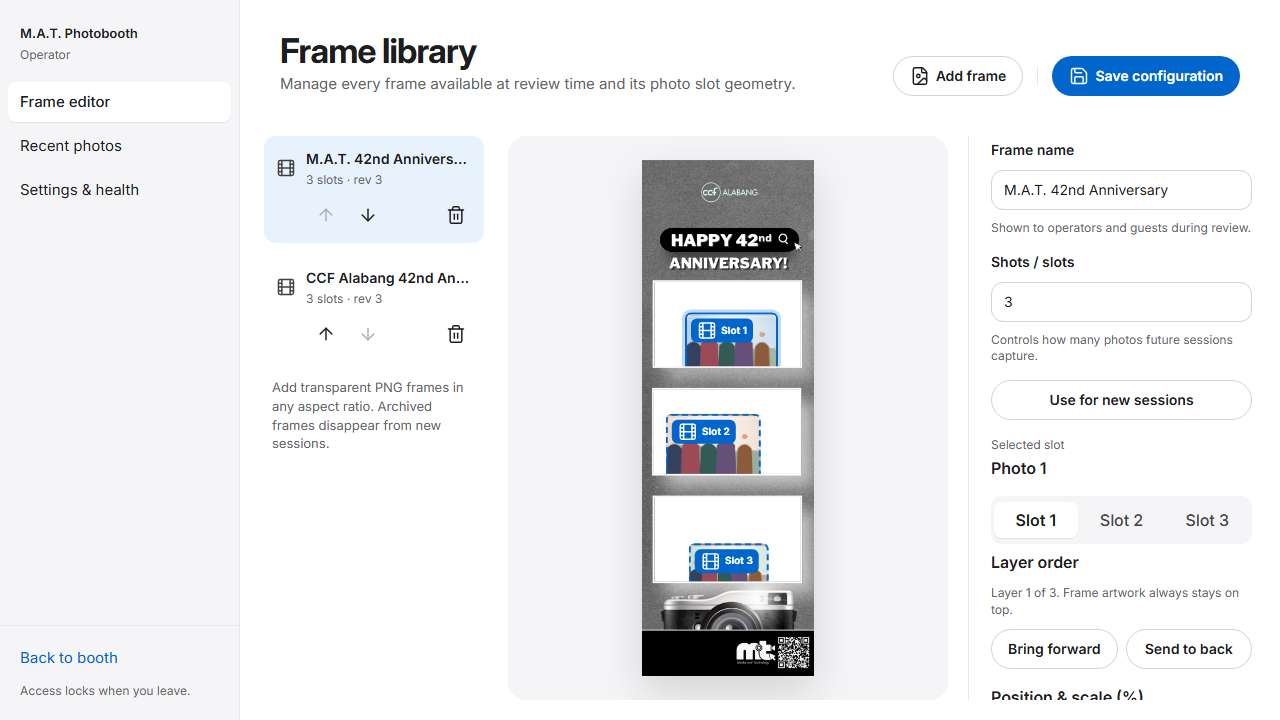 M.A.T. Photobooth
Operator
Frame editor
Recent photos
Settings & health
Back to booth
Access locks when you leave.
Frame library
Manage every frame available at review time and its photo slot geometry.
Add frame
Save configuration
M.A.T. 42nd Annivers...
3 slots · rev 3
CCF Alabang 42nd An...
3 slots · rev 3
Add transparent PNG frames in
any aspect ratio. Archived
frames disappear from new
sessions.
ccf ALABANG
HAPPY 42nd
ANNIVERSARY!
Slot 1
Slot 2
Slot 3
mt
Media and Technology
Frame name
M.A.T. 42nd Anniversary
Shown to operators and guests during review.
Shots / slots
3
Controls how many photos future sessions
capture.
Use for new sessions
Selected slot
Photo 1
Slot 1
Slot 2
Slot 3
Layer order
Layer 1 of 3. Frame artwork always stays on
top.
Bring forward
Send to back
Position & scale (%)